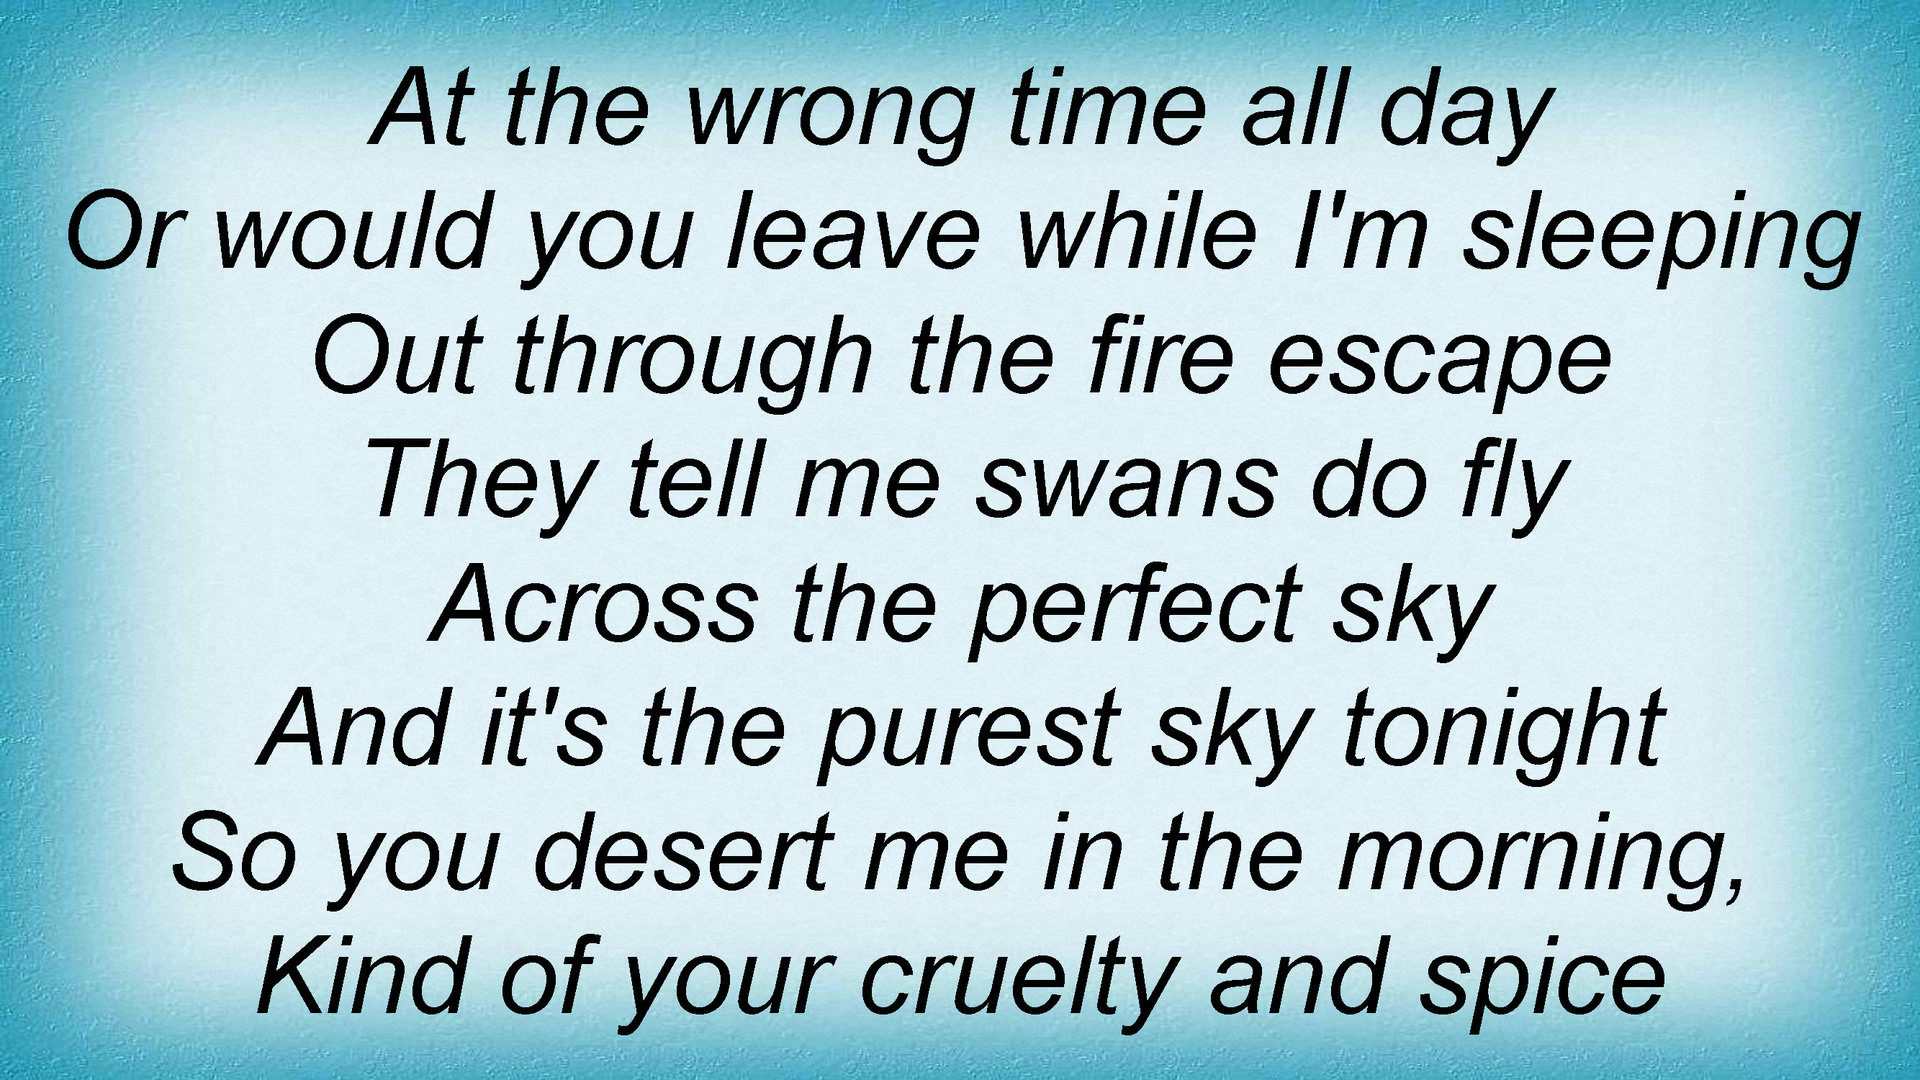 At the wrong time all day
Or would you leave while I'm sleeping
Out through the fire escape
They tell me swans do fly
Across the perfect sky
And it's the purest sky tonight
So you desert me in the morning,
Kind of your cruelty and spice